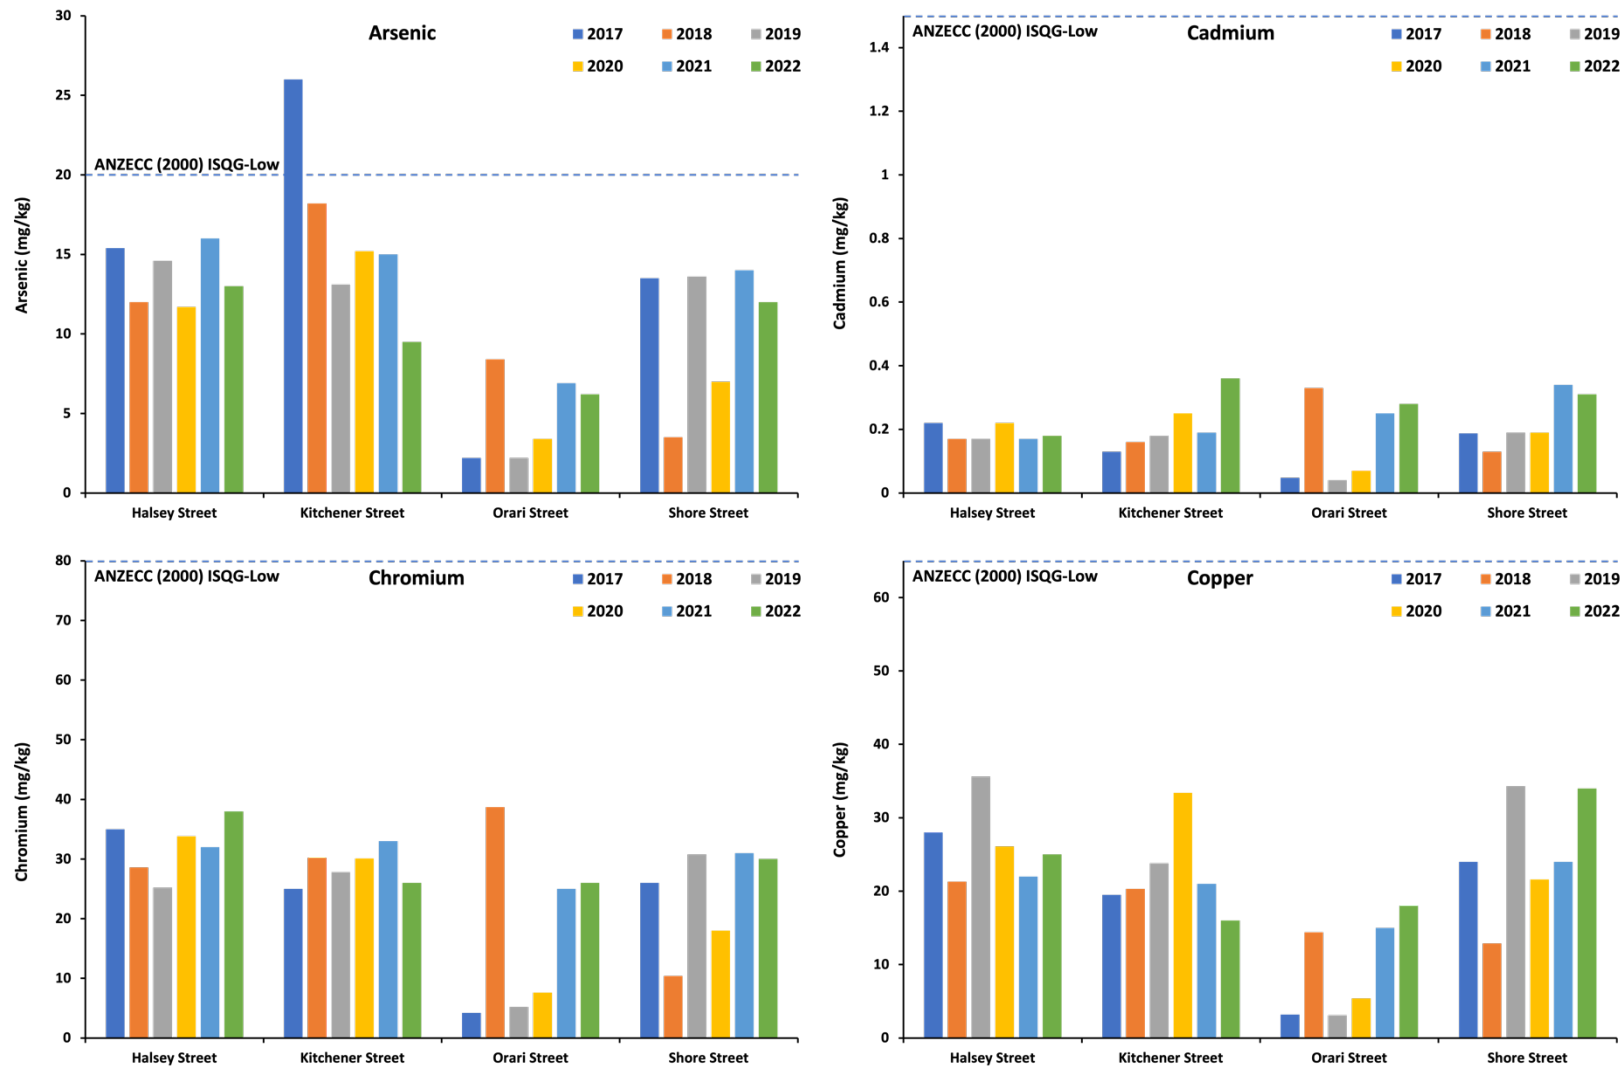 Arsenic
2017 2018 2019
2020 2021 2022
ANZECC (2000) ISQG-Low
Arsenic (mg/kg)
30
25
20
15
10
5
0
Halsey Street Kitchener Street Orari Street Shore Street
ANZECC (2000) ISQG-Low
Cadmium
2017 2018 2019
2020 2021 2022
Cadmium (mg/kg)
1.4
1.2
1
0.8
0.6
0.4
0.2
0
Halsey Street Kitchener Street Orari Street Shore Street
ANZECC (2000) ISQG-Low
Chromium
2017 2018 2019
2020 2021 2022
Chromium (mg/kg)
80
70
60
50
40
30
20
10
0
Halsey Street Kitchener Street Orari Street Shore Street
ANZECC (2000) ISQG-Low
Copper
2017 2018 2019
2020 2021 2022
Copper (mg/kg)
60
50
40
30
20
10
0
Halsey Street Kitchener Street Orari Street Shore Street